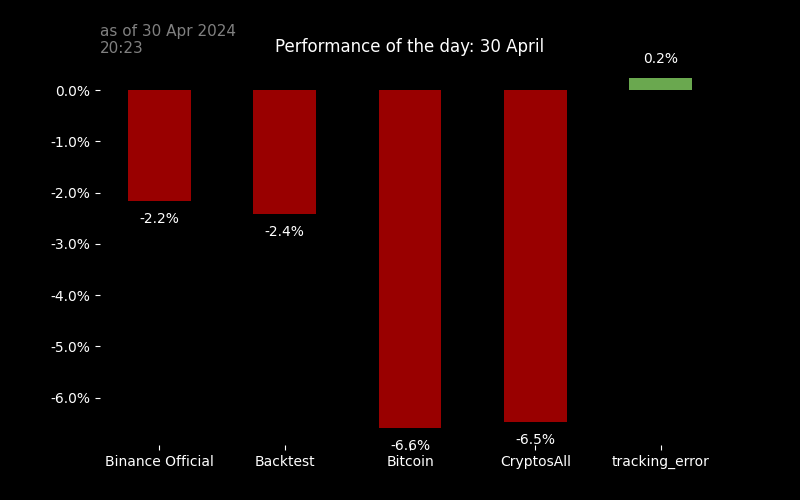 as of 30 Apr 2024
20:23
Performance of the day: 30 April
0.2%
0.0%
-1.0%
-2.0%
-2.2%
-2.4%
-3.0%
-4.0%
-5.0%
-6.0%
-6.6%
-6.5%
Binance Official
Backtest
Bitcoin
CryptosAll
tracking_error